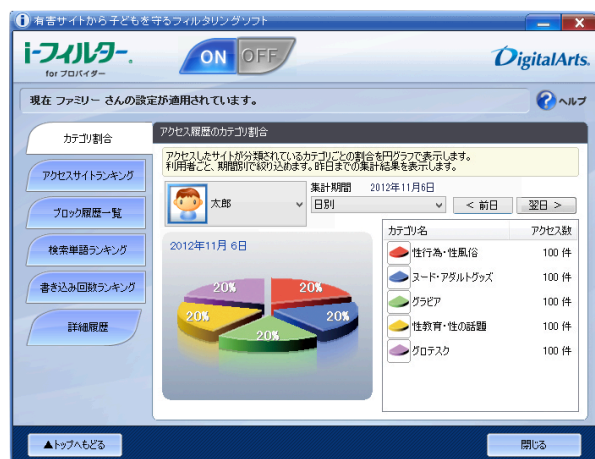 有害サイトから子どもを守るフィルタリングソフト
i-フィルター®
for プロバイダー
ON OFF
DigitalArts®
現在 ファミリー さんの設定が適用されています。
ヘルプ
カテゴリ割合
アクセスサイトランキング
ブロック履歴一覧
検索単語ランキング
書き込み回数ランキング
詳細履歴
アクセス履歴のカテゴリ割合
アクセスしたサイトが分類されているカテゴリごとの割合を円グラフで表示します。
利用者ごと、期間別で絞り込めます。昨日までの集計結果を表示します。
太郎
集計期間 2012年11月6日
日別 < 前日 翌日 >
2012年11月 6日
20% 20%
20% 20%
20%
カテゴリ名 アクセス数
性行為・性風俗 100 件
ヌード・アダルトグッズ 100 件
グラビア 100 件
性教育・性の話題 100 件
グロテスク 100 件
▲トップへもどる
閉じる